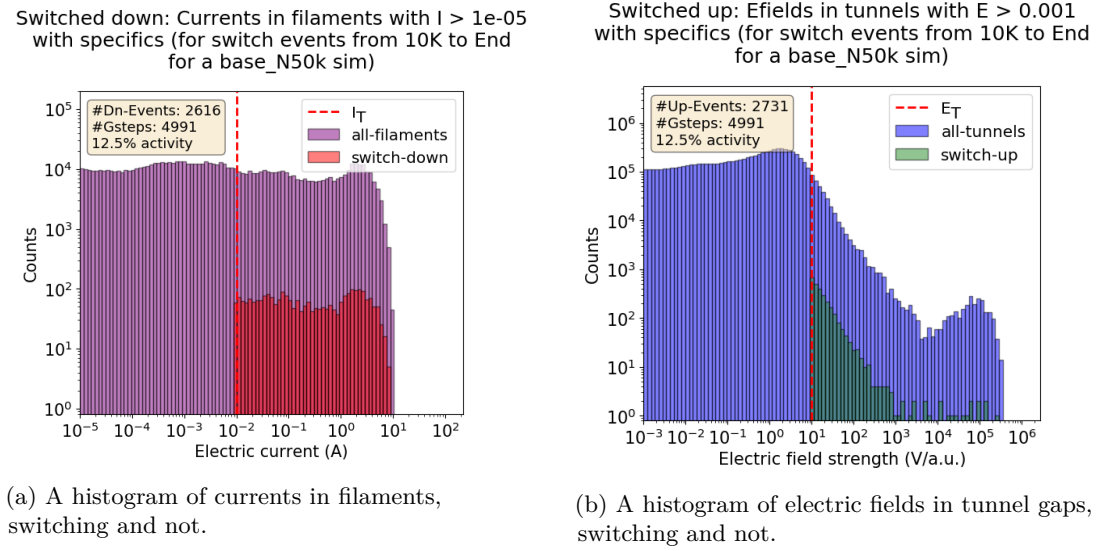 Switched down: Currents in filaments with I > 1e-05
with specifics (for switch events from 10K to End
for a base_N50k sim)
#Dn-Events: 2616
#Gsteps: 4991
12.5% activity
I_T
all-filaments
switch-down
Counts
10^5
10^4
10^3
10^2
10^1
10^0
10^-5
10^-4
10^-3
10^-2
10^-1
10^0
10^1
10^2
Electric current (A)
(a) A histogram of currents in filaments,
switching and not.
Switched up: Efields in tunnels with E > 0.001
with specifics (for switch events from 10K to End
for a base_N50k sim)
#Up-Events: 2731
#Gsteps: 4991
12.5% activity
E_T
all-tunnels
switch-up
Counts
10^6
10^5
10^4
10^3
10^2
10^1
10^0
10^-3
10^-2
10^-1
10^0
10^1
10^2
10^3
10^4
10^5
10^6
Electric field strength (V/a.u.)
(b) A histogram of electric fields in tunnel gaps,
switching and not.